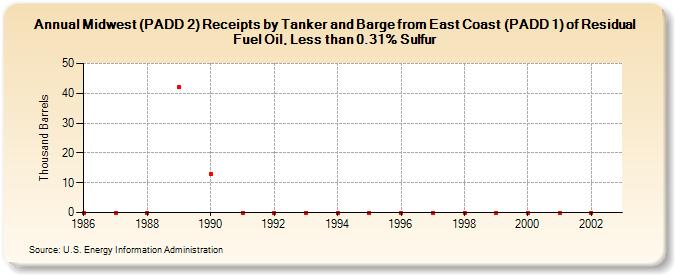 Annual Midwest (PADD 2) Receipts by Tanker and Barge from East Coast (PADD 1) of Residual
Fuel Oil, Less than 0.31% Sulfur
Thousand Barrels
50
40
30
20
10
0
1986 1988 1990 1992 1994 1996 1998 2000 2002
Source: U.S. Energy Information Administration